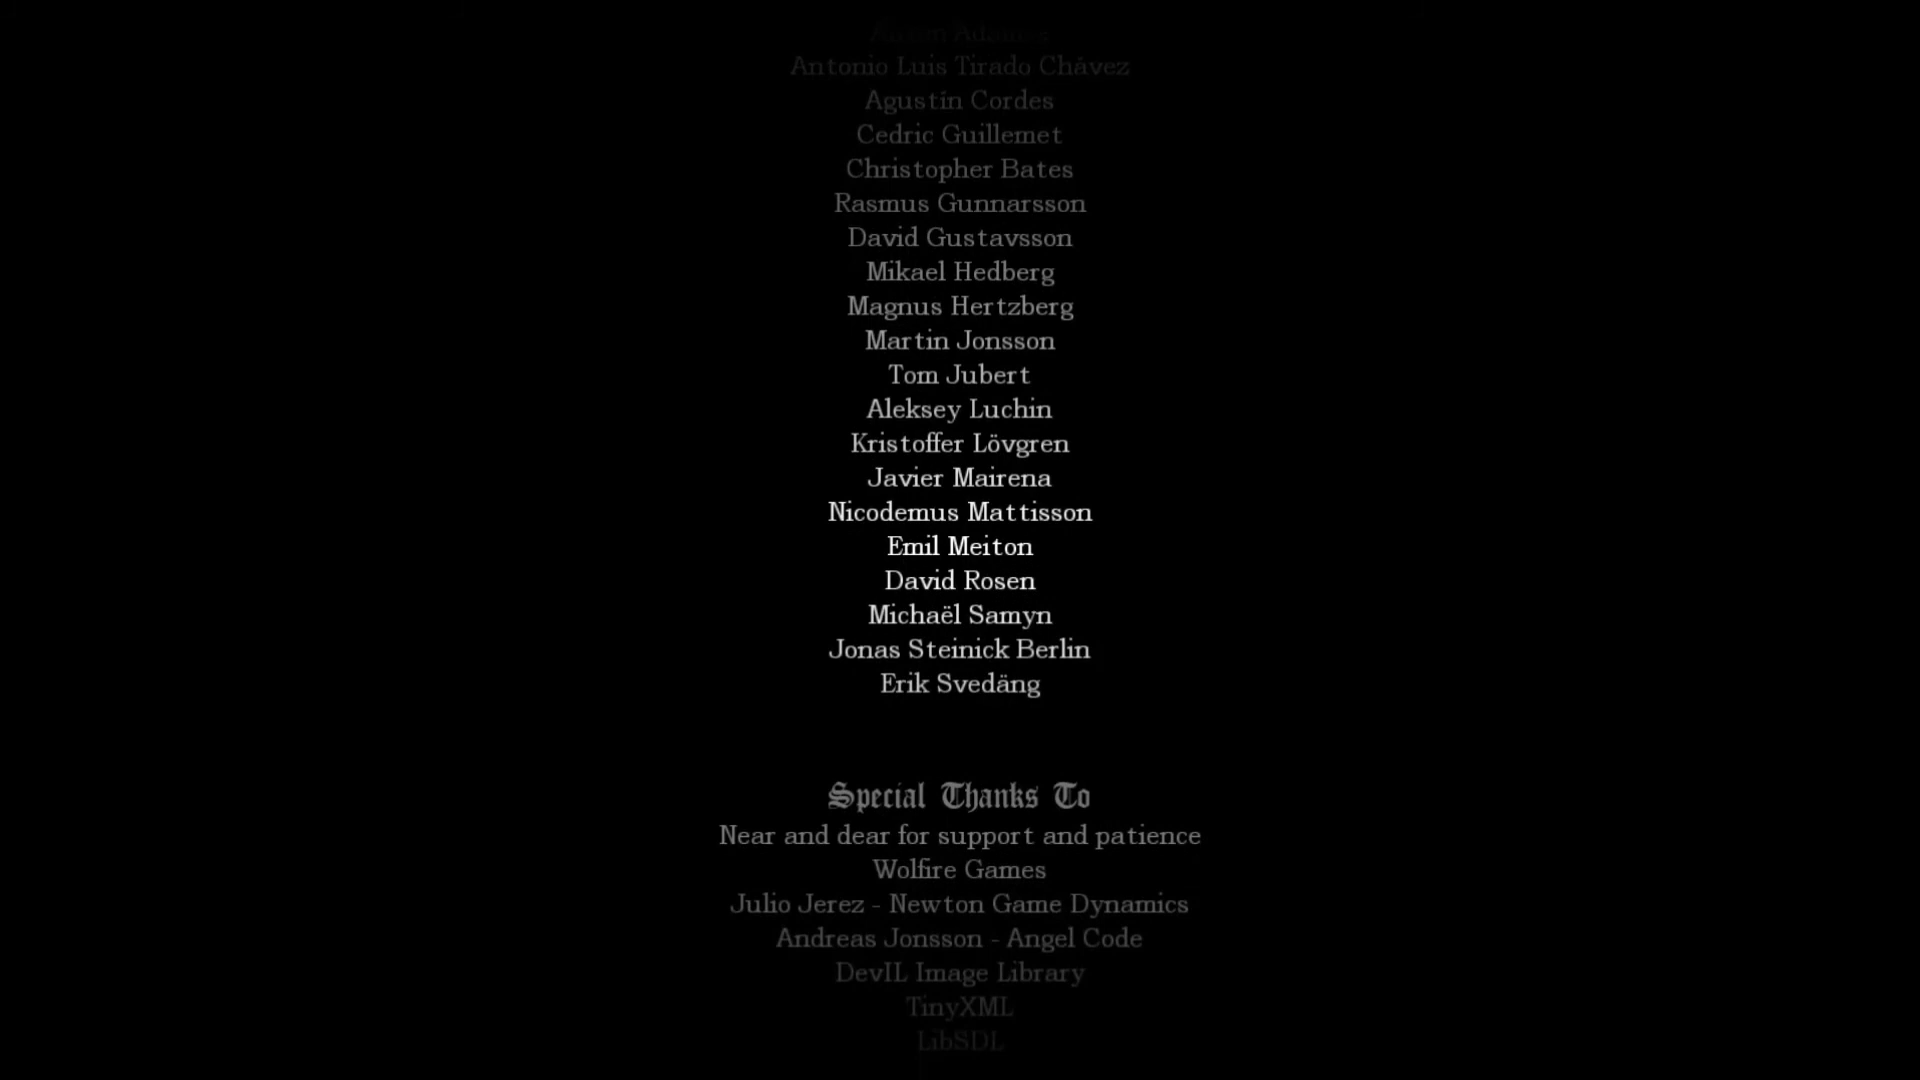 Antonio Luis Tirado Chávez
Agustín Cordes
Cedric Guillemet
Christopher Bates
Rasmus Gunnarsson
David Gustavsson
Mikael Hedberg
Magnus Hertzberg
Martin Jonsson
Tom Jubert
Aleksey Luchin
Kristoffer Lövgren
Javier Mairena
Nicodemus Mattisson
Emil Meiton
David Rosen
Michaël Samyn
Jonas Steinick Berlin
Erik Svedäng
Special Thanks To
Near and dear for support and patience
Wolfire Games
Julio Jerez - Newton Game Dynamics
Andreas Jonsson - Angel Code
DevIL Image Library
TinyXML
LibSDL